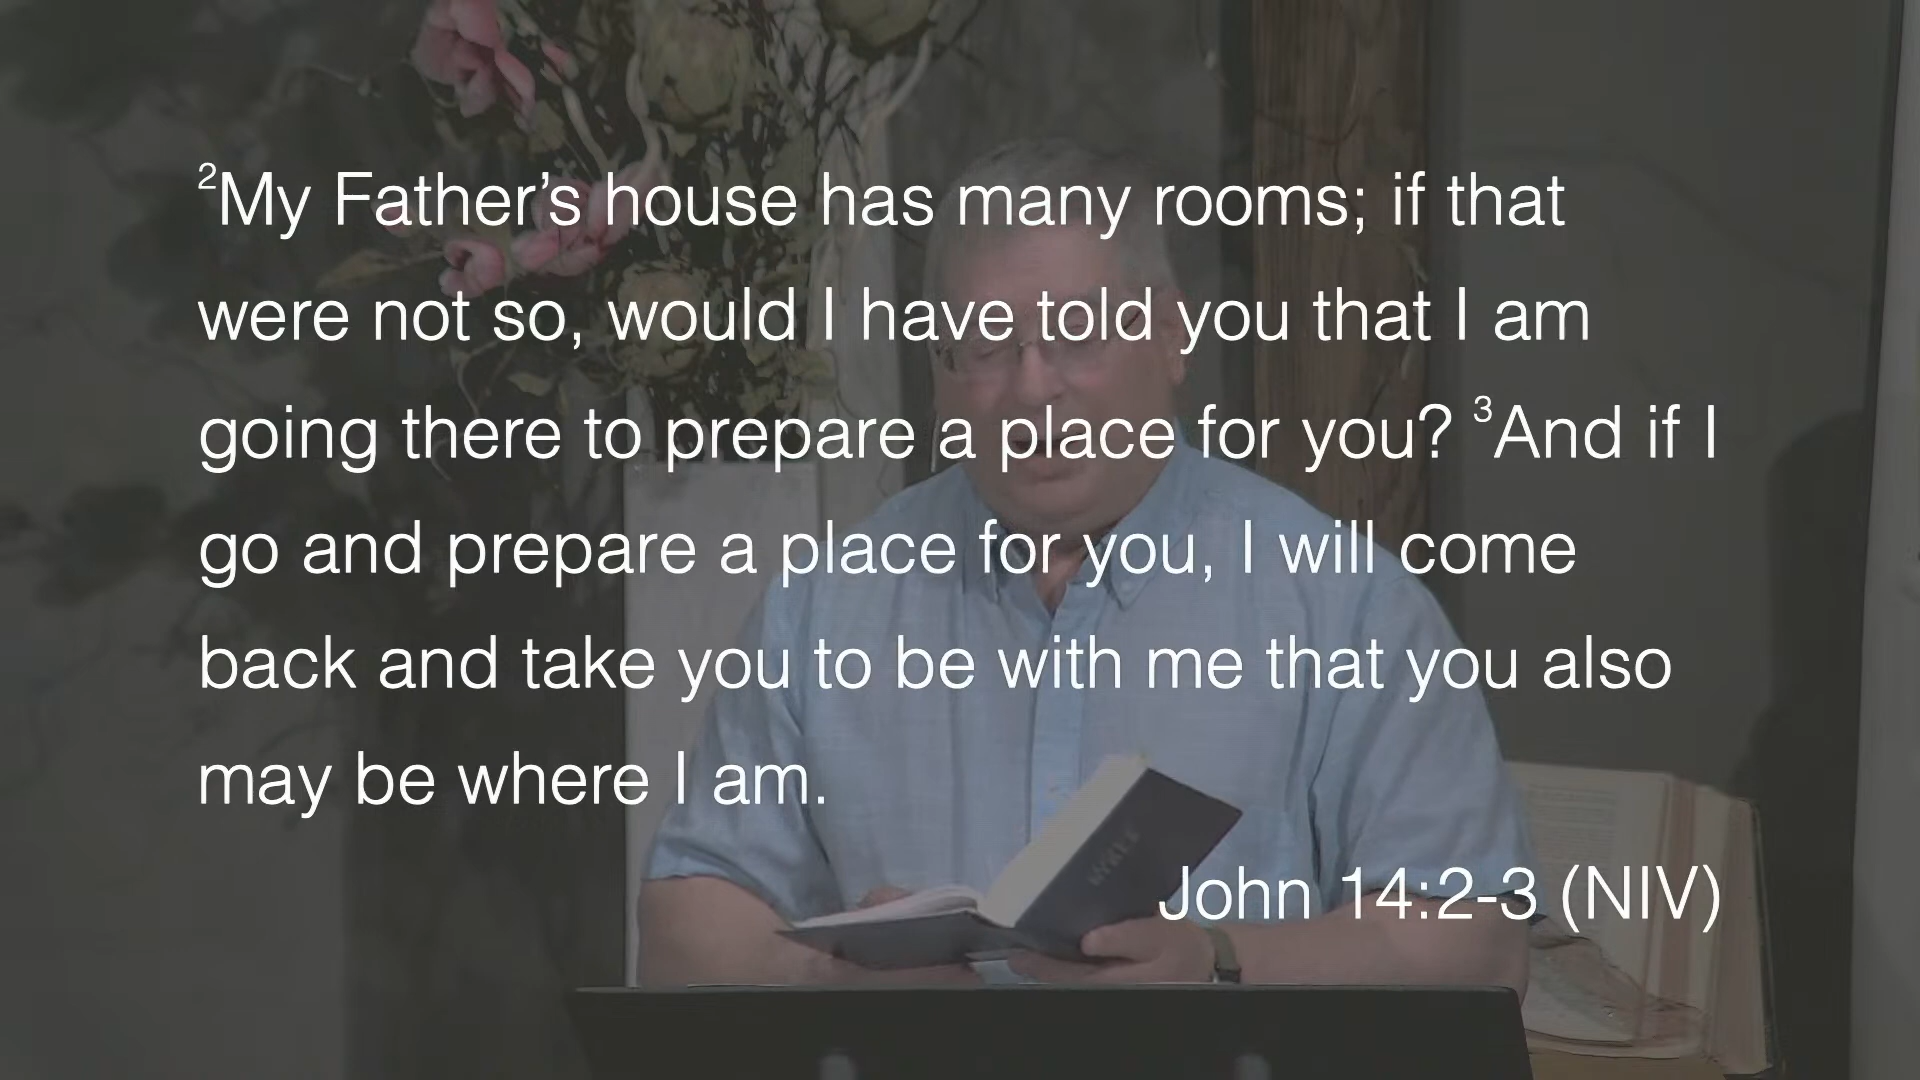 ²My Father’s house has many rooms; if that
were not so, would I have told you that I am
going there to prepare a place for you? ³And if I
go and prepare a place for you, I will come
back and take you to be with me that you also
may be where I am.
John 14:2-3 (NIV)
BIBLE